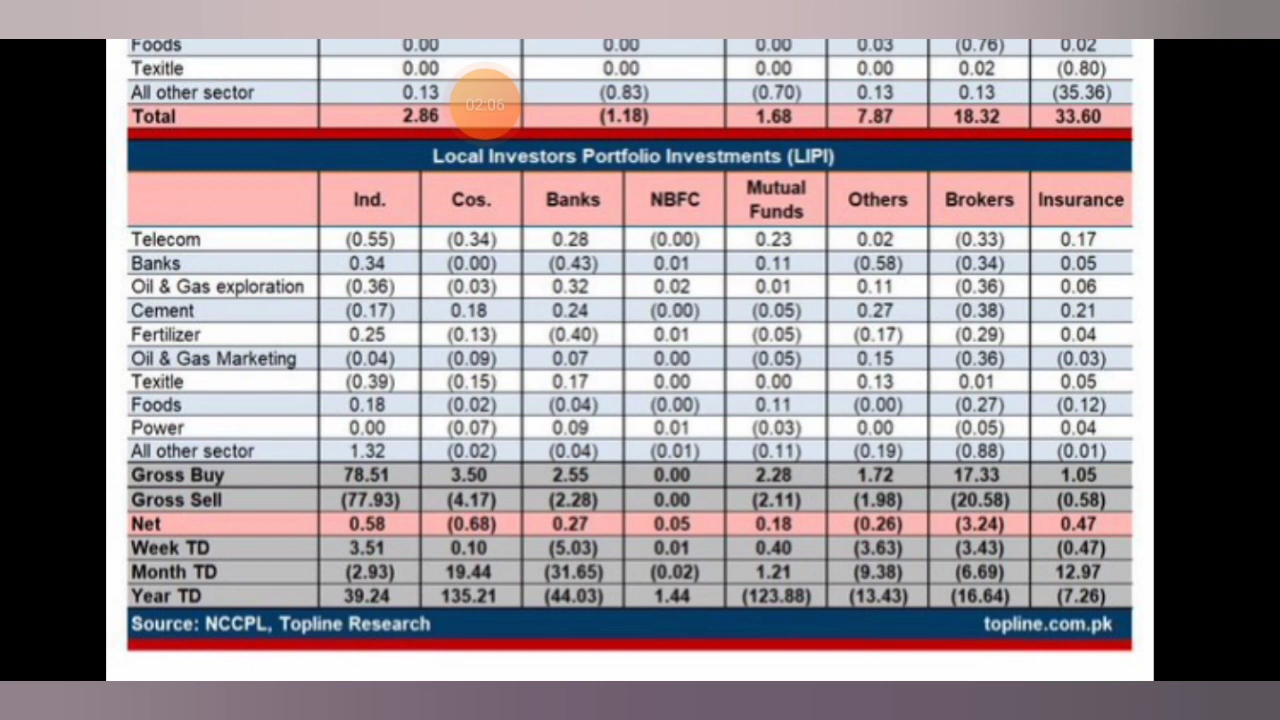 Foods 0.00 0.00 0.00 0.03 (0.76) 0.02
Texitle 0.00 0.00 0.00 0.00 0.02 (0.80)
All other sector 0.13 (0.83) (0.70) 0.13 0.13 (35.36)
02:06
Total 2.86 (1.18) 1.68 7.87 18.32 33.60
Local Investors Portfolio Investments (LIPI)
Ind. Cos. Banks NBFC Mutual Funds Others Brokers Insurance
Telecom (0.55) (0.34) 0.28 (0.00) 0.23 0.02 (0.33) 0.17
Banks 0.34 (0.00) (0.43) 0.01 0.11 (0.58) (0.34) 0.05
Oil & Gas exploration (0.36) (0.03) 0.32 0.02 0.01 0.11 (0.36) 0.06
Cement (0.17) 0.18 0.24 (0.00) (0.05) 0.27 (0.38) 0.21
Fertilizer 0.25 (0.13) (0.40) 0.01 (0.05) (0.17) (0.29) 0.04
Oil & Gas Marketing (0.04) (0.09) 0.07 0.00 (0.05) 0.15 (0.36) (0.03)
Texitle (0.39) (0.15) 0.17 0.00 0.00 0.13 0.01 0.05
Foods 0.18 (0.02) (0.04) (0.00) 0.11 (0.00) (0.27) (0.12)
Power 0.00 (0.07) 0.09 0.01 (0.03) 0.00 (0.05) 0.04
All other sector 1.32 (0.02) (0.04) (0.01) (0.11) (0.19) (0.88) (0.01)
Gross Buy 78.51 3.50 2.55 0.00 2.28 1.72 17.33 1.05
Gross Sell (77.93) (4.17) (2.28) 0.00 (2.11) (1.98) (20.58) (0.58)
Net 0.58 (0.68) 0.27 0.05 0.18 (0.26) (3.24) 0.47
Week TD 3.51 0.10 (5.03) 0.01 0.40 (3.63) (3.43) (0.47)
Month TD (2.93) 19.44 (31.65) (0.02) 1.21 (9.38) (6.69) 12.97
Year TD 39.24 135.21 (44.03) 1.44 (123.88) (13.43) (16.64) (7.26)
Source: NCCPL, Topline Research topline.com.pk